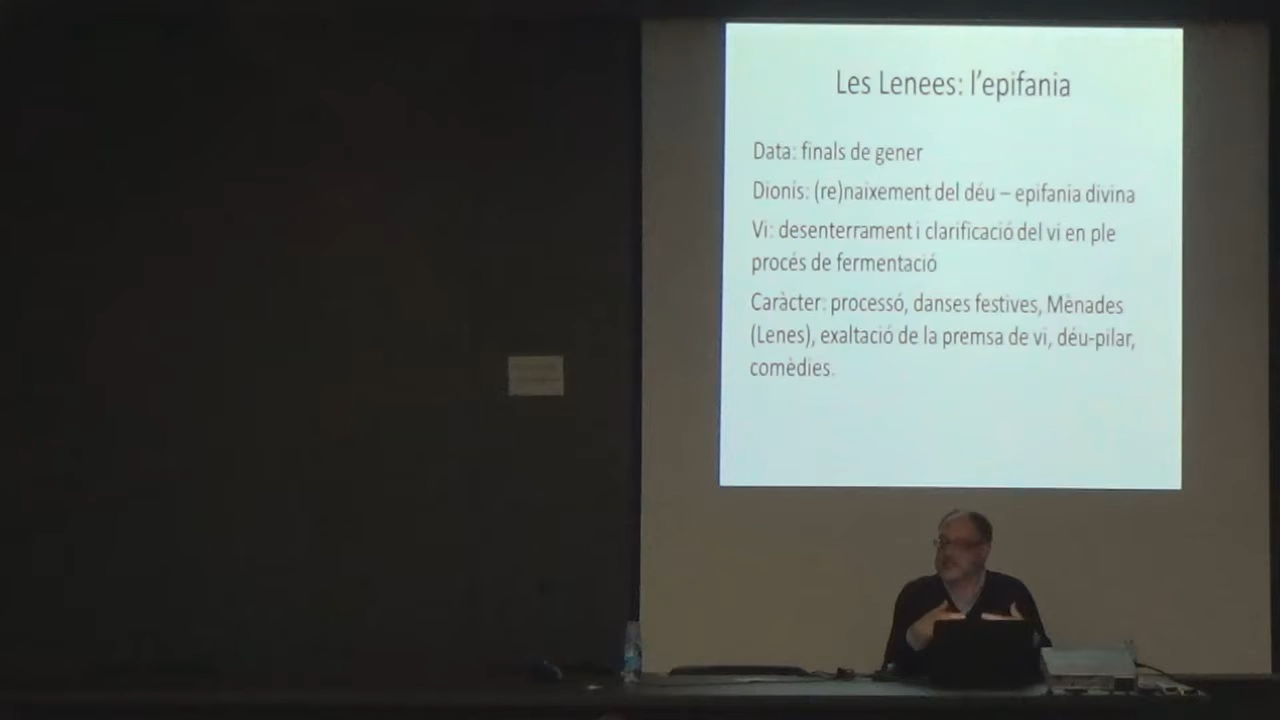 Les Lenees: l'epifania
Data: finals de gener
Dionís: (re)naixement del déu – epifania divina
Vi: desenterrament i clarificació del vi en ple
procés de fermentació
Caràcter: processó, danses festives, Mènades
(Lenes), exaltació de la premsa de vi, déu-pilar,
comèdies.